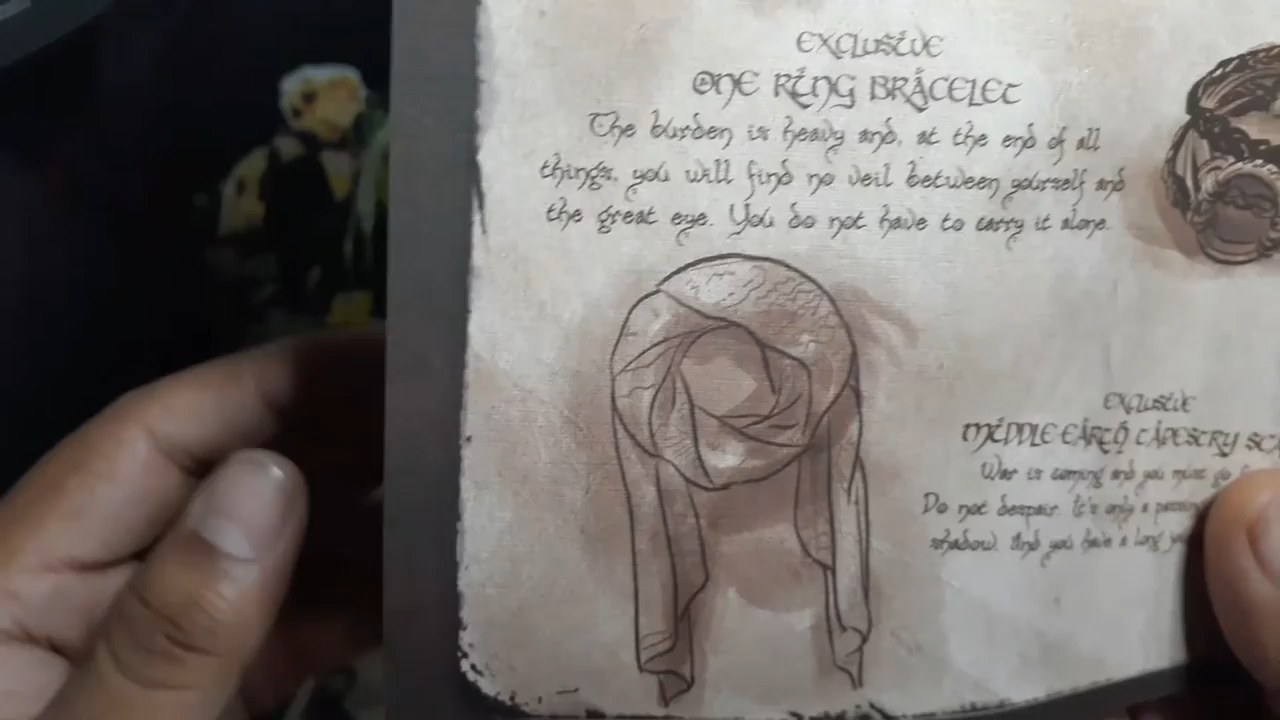 EXCLUSIVE
ONE RING BRACELET
The burden is heavy and, at the end of all
things, you will find no veil between yourself and
the great eye. You do not have to carry it alone.
EXCLUSIVE
MIDDLE-EARTH TAPESTRY SCA
War is coming and you must go
Do not despair. It's only a passin
shadow. And you have a long